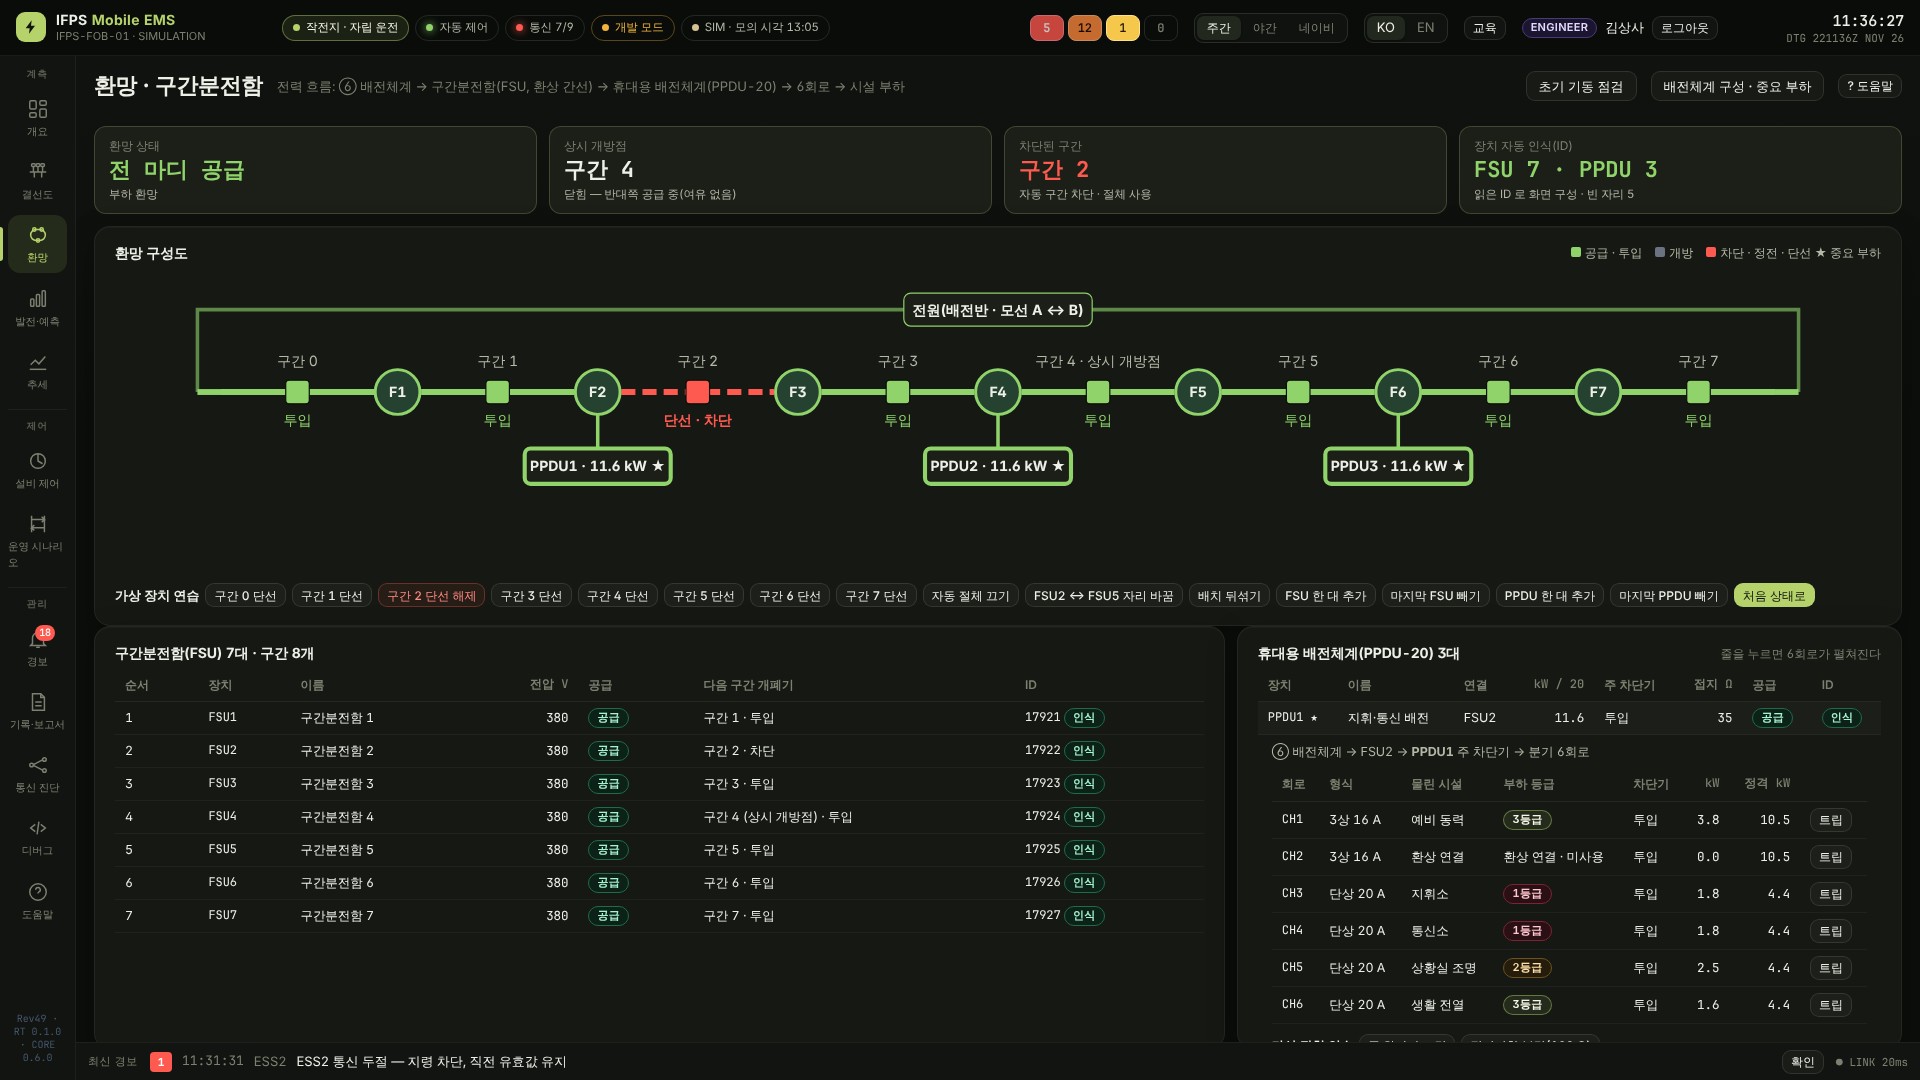 IFPS Mobile EMS
IFPS-FOB-01 · SIMULATION
작전지 · 자립 운전
자동 제어
통신 7/9
개발 모드
SIM · 모의 시각 13:05
5 12 1 0
주간 야간 네이비
KO EN
교육
ENGINEER 김상사 로그아웃
11:36:27
DTG 221136Z NOV 26
계측
개요
결선도
환망
발전·예측
추세
제어
설비 제어
운영 시나리오
관리
18
경보
기록·보고서
통신 진단
디버그
도움말
Rev49 ·
RT 0.1.0
· CORE
0.6.0
환망 · 구간분전함
전력 흐름: ⑥ 배전체계 → 구간분전함(FSU, 환상 간선) → 휴대용 배전체계(PPDU-20) → 6회로 → 시설 부하
초기 기동 점검
배전체계 구성 · 중요 부하
? 도움말
환망 상태
전 마디 공급
부하 환망
상시 개방점
구간 4
닫힘 — 반대쪽 공급 중(여유 없음)
차단된 구간
구간 2
자동 구간 차단 · 절체 사용
장치 자동 인식(ID)
FSU 7 · PPDU 3
읽은 ID 로 화면 구성 · 빈 자리 5
환망 구성도
공급 · 투입 개방 차단 · 정전 · 단선 ★ 중요 부하
전원(배전반 · 모선 A ↔ B)
구간 0 구간 1 구간 2 구간 3 구간 4 · 상시 개방점 구간 5 구간 6 구간 7
F1 F2 F3 F4 F5 F6 F7
투입 투입 단선 · 차단 투입 투입 투입 투입 투입
PPDU1 · 11.6 kW ★ PPDU2 · 11.6 kW ★ PPDU3 · 11.6 kW ★
가상 장치 연습 구간 0 단선 구간 1 단선 구간 2 단선 해제 구간 3 단선 구간 4 단선 구간 5 단선 구간 6 단선 구간 7 단선 자동 절체 끄기 FSU2 ↔ FSU5 자리 바꿈 배치 뒤섞기 FSU 한 대 추가 마지막 FSU 빼기 PPDU 한 대 추가 마지막 PPDU 빼기 처음 상태로
구간분전함(FSU) 7대 · 구간 8개
순서 장치 이름 전압 V 공급 다음 구간 개폐기 ID
1 FSU1 구간분전함 1 380 공급 구간 1 · 투입 17921 인식
2 FSU2 구간분전함 2 380 공급 구간 2 · 차단 17922 인식
3 FSU3 구간분전함 3 380 공급 구간 3 · 투입 17923 인식
4 FSU4 구간분전함 4 380 공급 구간 4 (상시 개방점) · 투입 17924 인식
5 FSU5 구간분전함 5 380 공급 구간 5 · 투입 17925 인식
6 FSU6 구간분전함 6 380 공급 구간 6 · 투입 17926 인식
7 FSU7 구간분전함 7 380 공급 구간 7 · 투입 17927 인식
휴대용 배전체계(PPDU-20) 3대
줄을 누르면 6회로가 펼쳐진다
장치 이름 연결 kW / 20 주 차단기 접지 Ω 공급 ID
PPDU1 ★ 지휘·통신 배전 FSU2 11.6 투입 35 공급 인식
⑥ 배전체계 → FSU2 → PPDU1 주 차단기 → 분기 6회로
회로 형식 물린 시설 부하 등급 차단기 kW 정격 kW
CH1 3상 16 A 예비 동력 3등급 투입 3.8 10.5 트립
CH2 3상 16 A 환상 연결 환상 연결 · 미사용 투입 0.0 10.5 트립
CH3 단상 20 A 지휘소 1등급 투입 1.8 4.4 트립
CH4 단상 20 A 통신소 1등급 투입 1.8 4.4 트립
CH5 단상 20 A 상황실 조명 2등급 투입 2.5 4.4 트립
CH6 단상 20 A 생활 전열 3등급 투입 1.6 4.4 트립
최신 경보 1 11:31:31 ESS2 ESS2 통신 두절 — 지령 차단, 직전 유효값 유지
확인
LINK 20ms